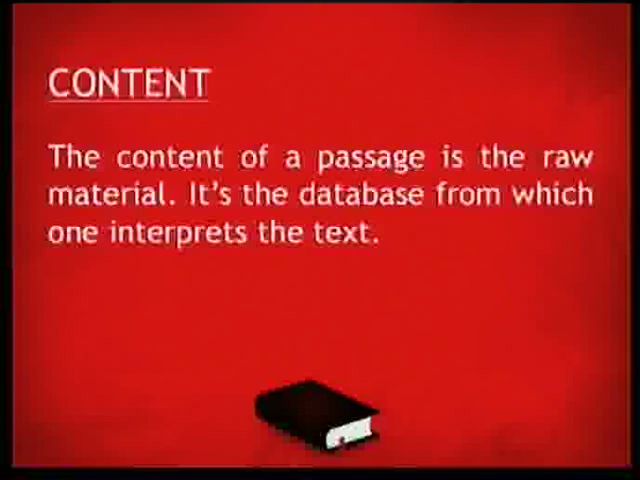 CONTENT
The content of a passage is the raw
material. It’s the database from which
one interprets the text.